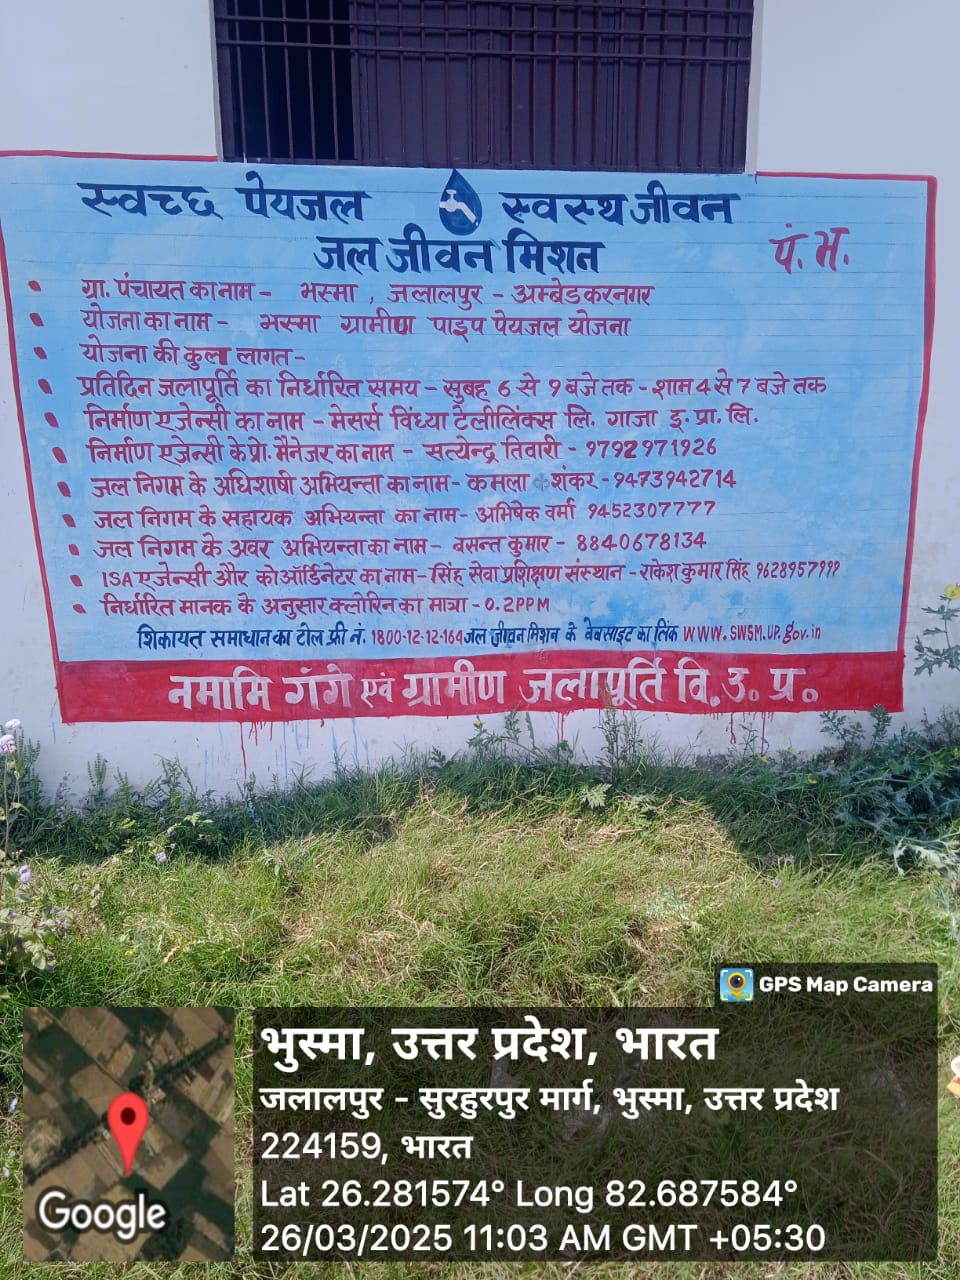 स्वच्छ पेयजल स्वस्थ जीवन
जल जीवन मिशन पं. भ.
ग्रा. पंचायत का नाम - भस्मा , जलालपुर - अम्बेडकरनगर
योजना का नाम - भस्मा ग्रामीण पाइप पेयजल योजना
योजना की कुल लागत -
प्रतिदिन जलापूर्ति का निर्धारित समय - सुबह 6 से 9 बजे तक - शाम 4 से 7 बजे तक
निर्माण एजेन्सी का नाम - मेसर्स विंध्या टेलीलिंक्स लि. गाजा इ. प्रा. लि.
निर्माण एजेन्सी के प्रो. मैनेजर का नाम - सत्येन्द्र तिवारी - 9792971926
जल निगम के अधिशाषी अभियन्ता का नाम - कमला शंकर - 9473942714
जल निगम के सहायक अभियन्ता का नाम - अभिषेक वर्मा 9452307777
जल निगम के अवर अभियन्ता का नाम - बसन्त कुमार - 8840678134
ISA एजेन्सी और कोऑर्डिनेटर का नाम - सिंह सेवा प्रशिक्षण संस्थान - राकेश कुमार सिंह
निर्धारित मानक के अनुसार क्लोरिन का मात्रा - 0.2PPM
शिकायत समाधान का टोल फ्री नं. 1800-12-12-164 जल जीवन मिशन के वेबसाइट का लिंक WWW.SWSM.UP.gov.in
नमामि गंगे एवं ग्रामीण जलापूर्ति वि. उ. प्र.
GPS Map Camera
भुस्मा, उत्तर प्रदेश, भारत
जलालपुर - सुरहुरपुर मार्ग, भुस्मा, उत्तर प्रदेश
224159, भारत
Lat 26.281574° Long 82.687584°
26/03/2025 11:03 AM GMT +05:30
Google